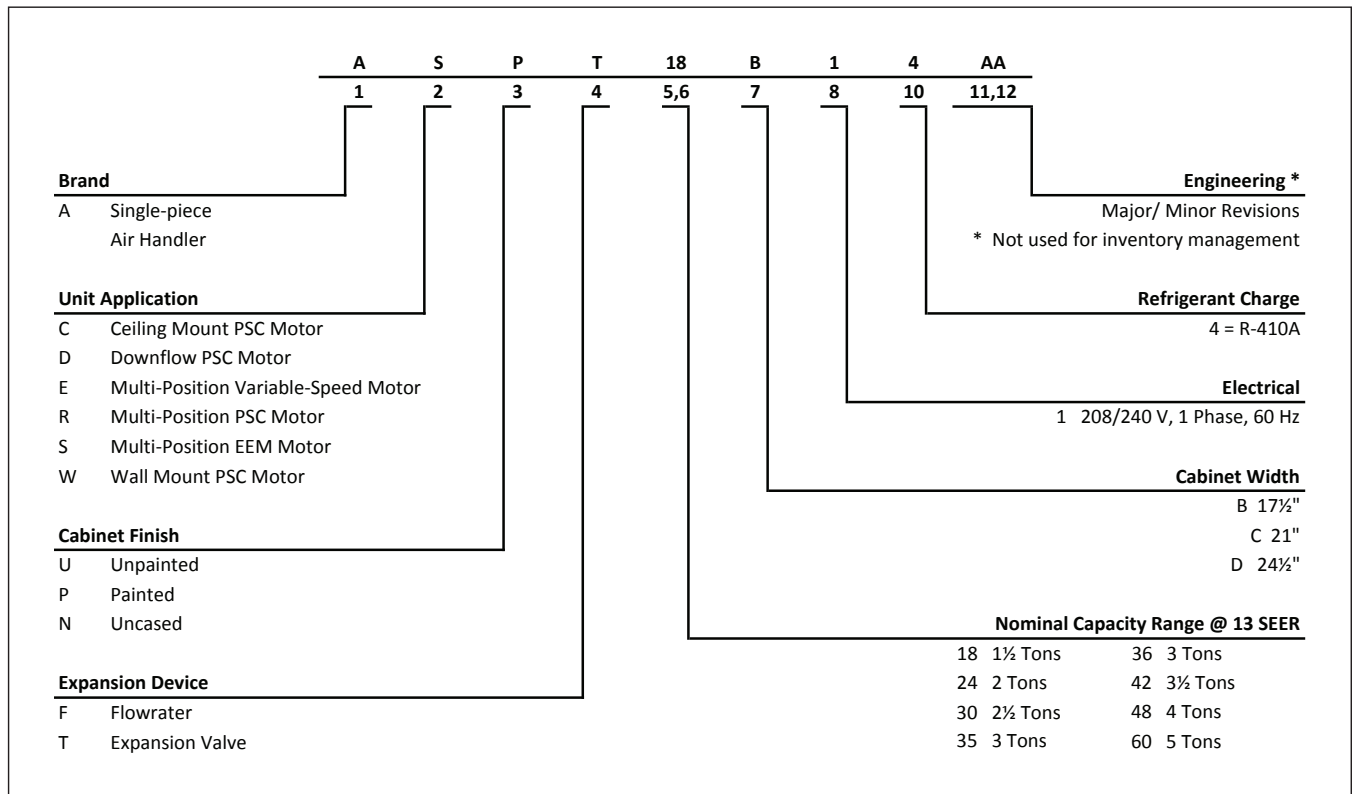 A S P T 18 B 1 4 AA
1 2 3 4 5,6 7 8 10 11,12
Brand
A Single-piece
Air Handler
Unit Application
C Ceiling Mount PSC Motor
D Downflow PSC Motor
E Multi-Position Variable-Speed Motor
R Multi-Position PSC Motor
S Multi-Position EEM Motor
W Wall Mount PSC Motor
Cabinet Finish
U Unpainted
P Painted
N Uncased
Expansion Device
F Flowrater
T Expansion Valve
Engineering *
Major/ Minor Revisions
* Not used for inventory management
Refrigerant Charge
4 = R-410A
Electrical
1 208/240 V, 1 Phase, 60 Hz
Cabinet Width
B 17½"
C 21"
D 24½"
Nominal Capacity Range @ 13 SEER
18 1½ Tons 36 3 Tons
24 2 Tons 42 3½ Tons
30 2½ Tons 48 4 Tons
35 3 Tons 60 5 Tons